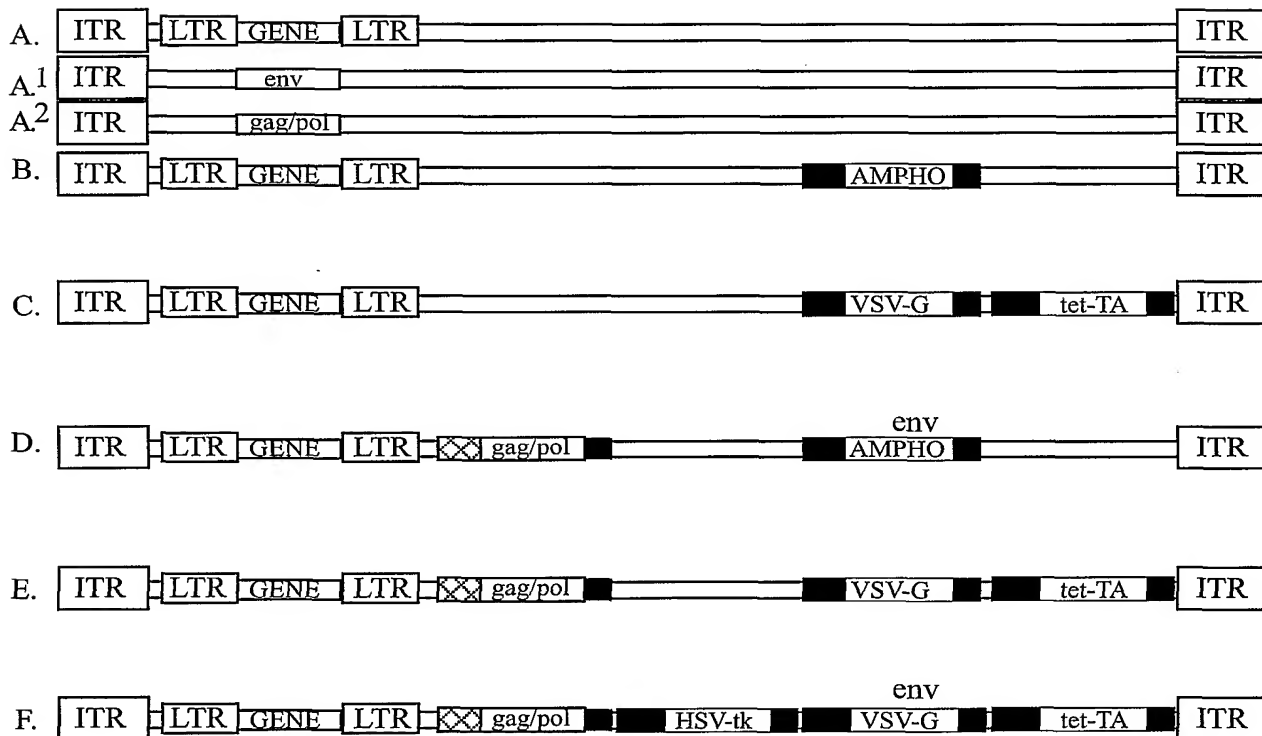 A. ITR LTR GENE LTR ITR
A.1 ITR env ITR
A.2 ITR gag/pol ITR
B. ITR LTR GENE LTR AMPHO ITR
C. ITR LTR GENE LTR VSV-G tet-TA ITR
env
D. ITR LTR GENE LTR gag/pol AMPHO ITR
E. ITR LTR GENE LTR gag/pol VSV-G tet-TA ITR
env
F. ITR LTR GENE LTR gag/pol HSV-tk VSV-G tet-TA ITR